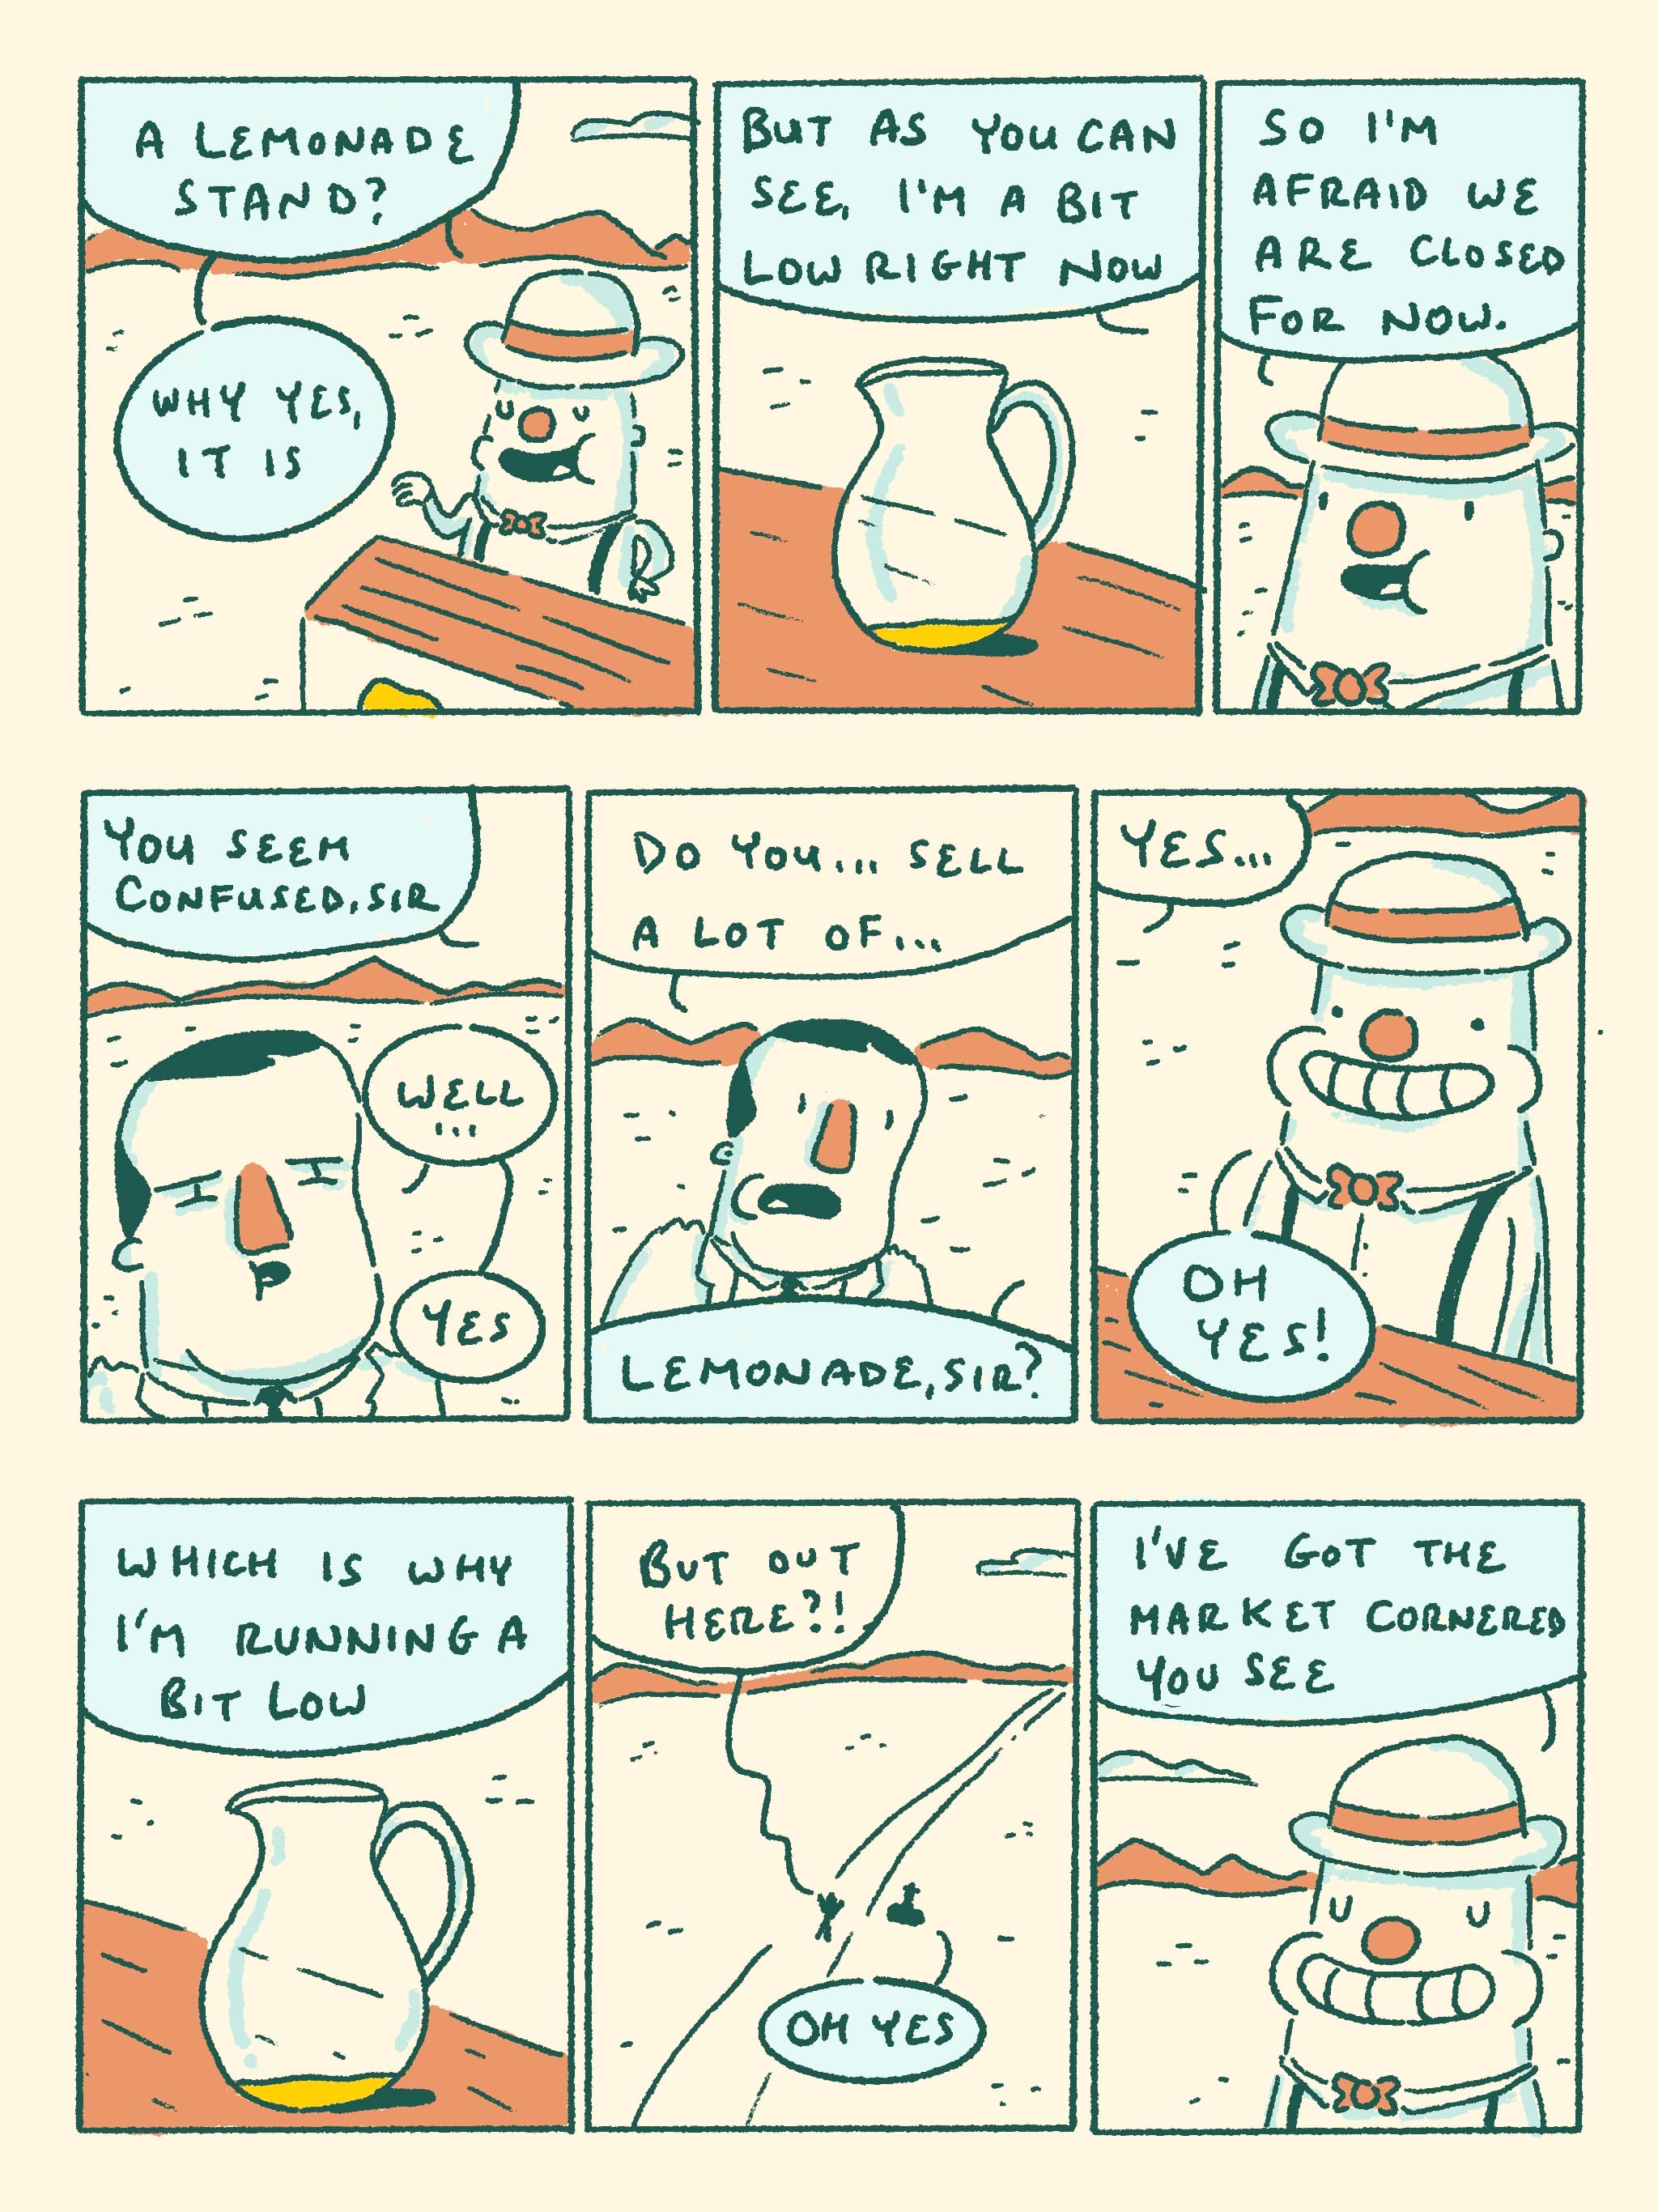 A LEMONADE
STAND?
WHY YES,
IT IS
BUT AS YOU CAN
SEE, I'M A BIT
LOW RIGHT NOW
SO I'M
AFRAID WE
ARE CLOSED
FOR NOW.
YOU SEEM
CONFUSED, SIR
WELL
...
YES
DO YOU... SELL
A LOT OF...
LEMONADE, SIR?
YES...
OH
YES!
WHICH IS WHY
I'M RUNNING A
BIT LOW
BUT OUT
HERE?!
OH YES
I'VE GOT THE
MARKET CORNERED
YOU SEE